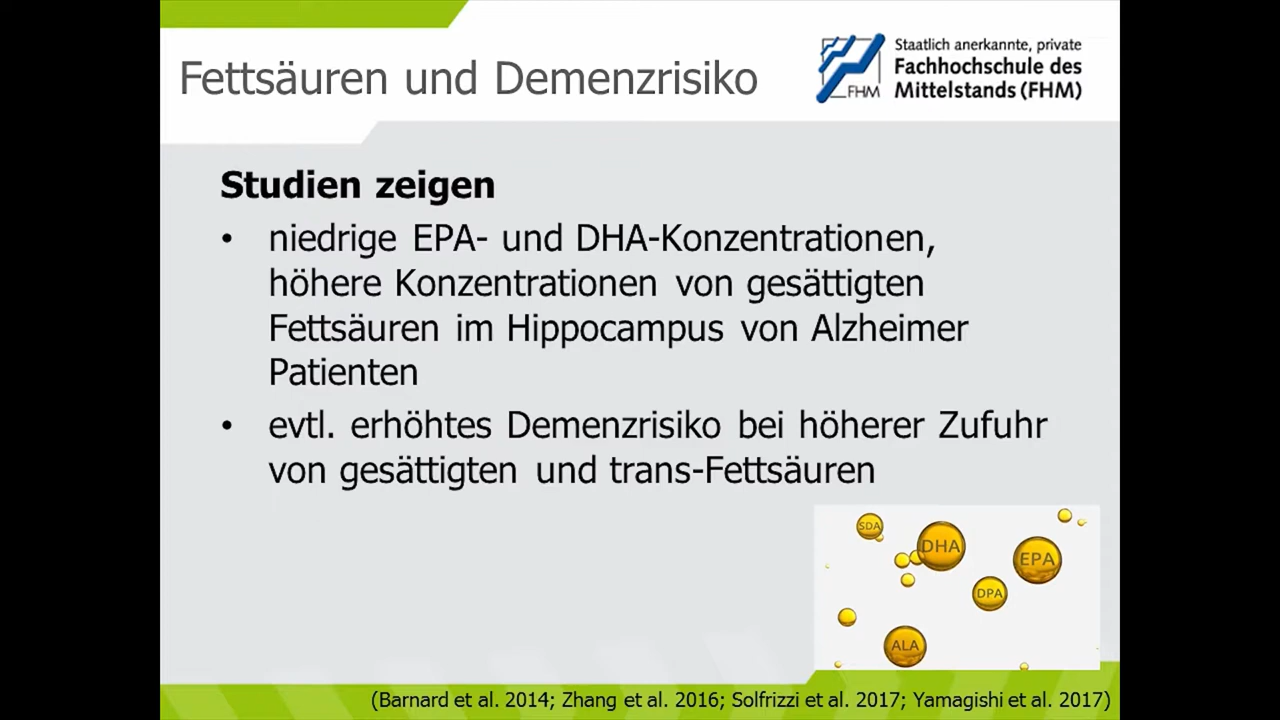 Fettsäuren und Demenzrisiko
FHM
Staatlich anerkannte, private
Fachhochschule des
Mittelstands (FHM)
Studien zeigen
• niedrige EPA- und DHA-Konzentrationen,
höhere Konzentrationen von gesättigten
Fettsäuren im Hippocampus von Alzheimer
Patienten
• evtl. erhöhtes Demenzrisiko bei höherer Zufuhr
von gesättigten und trans-Fettsäuren
SDA
DHA
EPA
DPA
ALA
(Barnard et al. 2014; Zhang et al. 2016; Solfrizzi et al. 2017; Yamagishi et al. 2017)